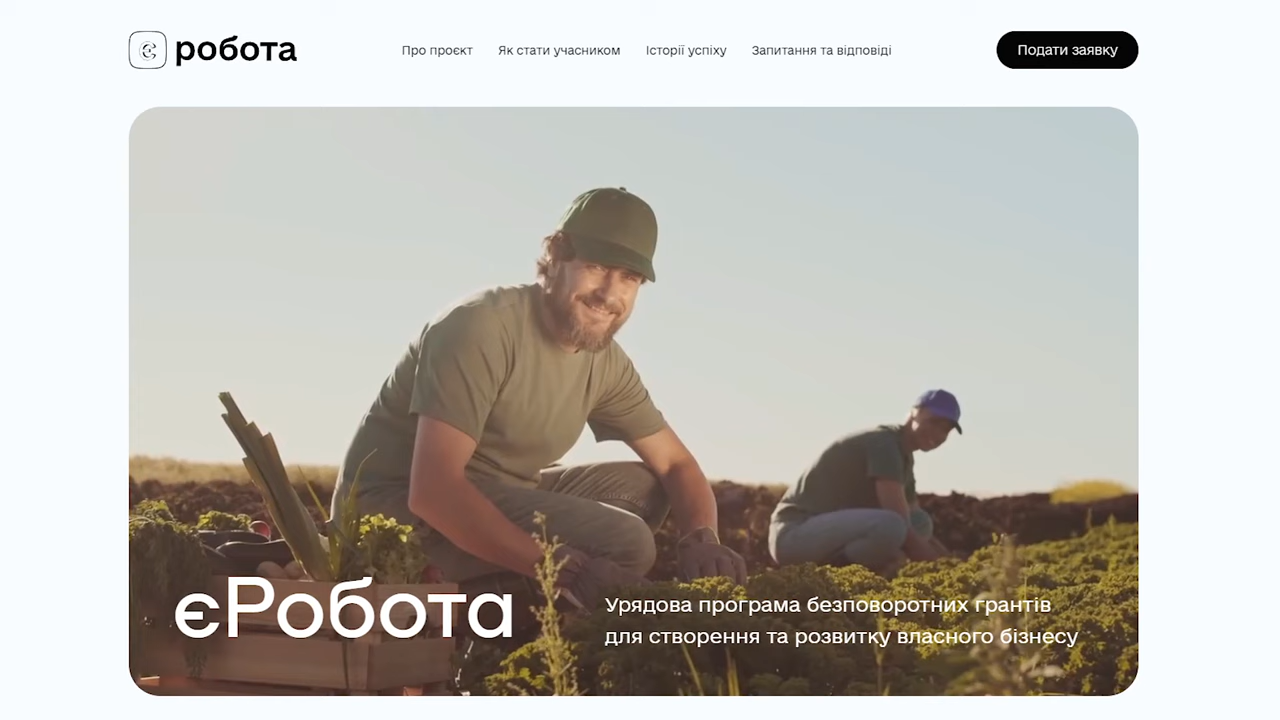 є робота
Про проєкт
Як стати учасником
Історії успіху
Запитання та відповіді
Подати заявку
єРобота
Урядова програма безповоротних грантів
для створення та розвитку власного бізнесу